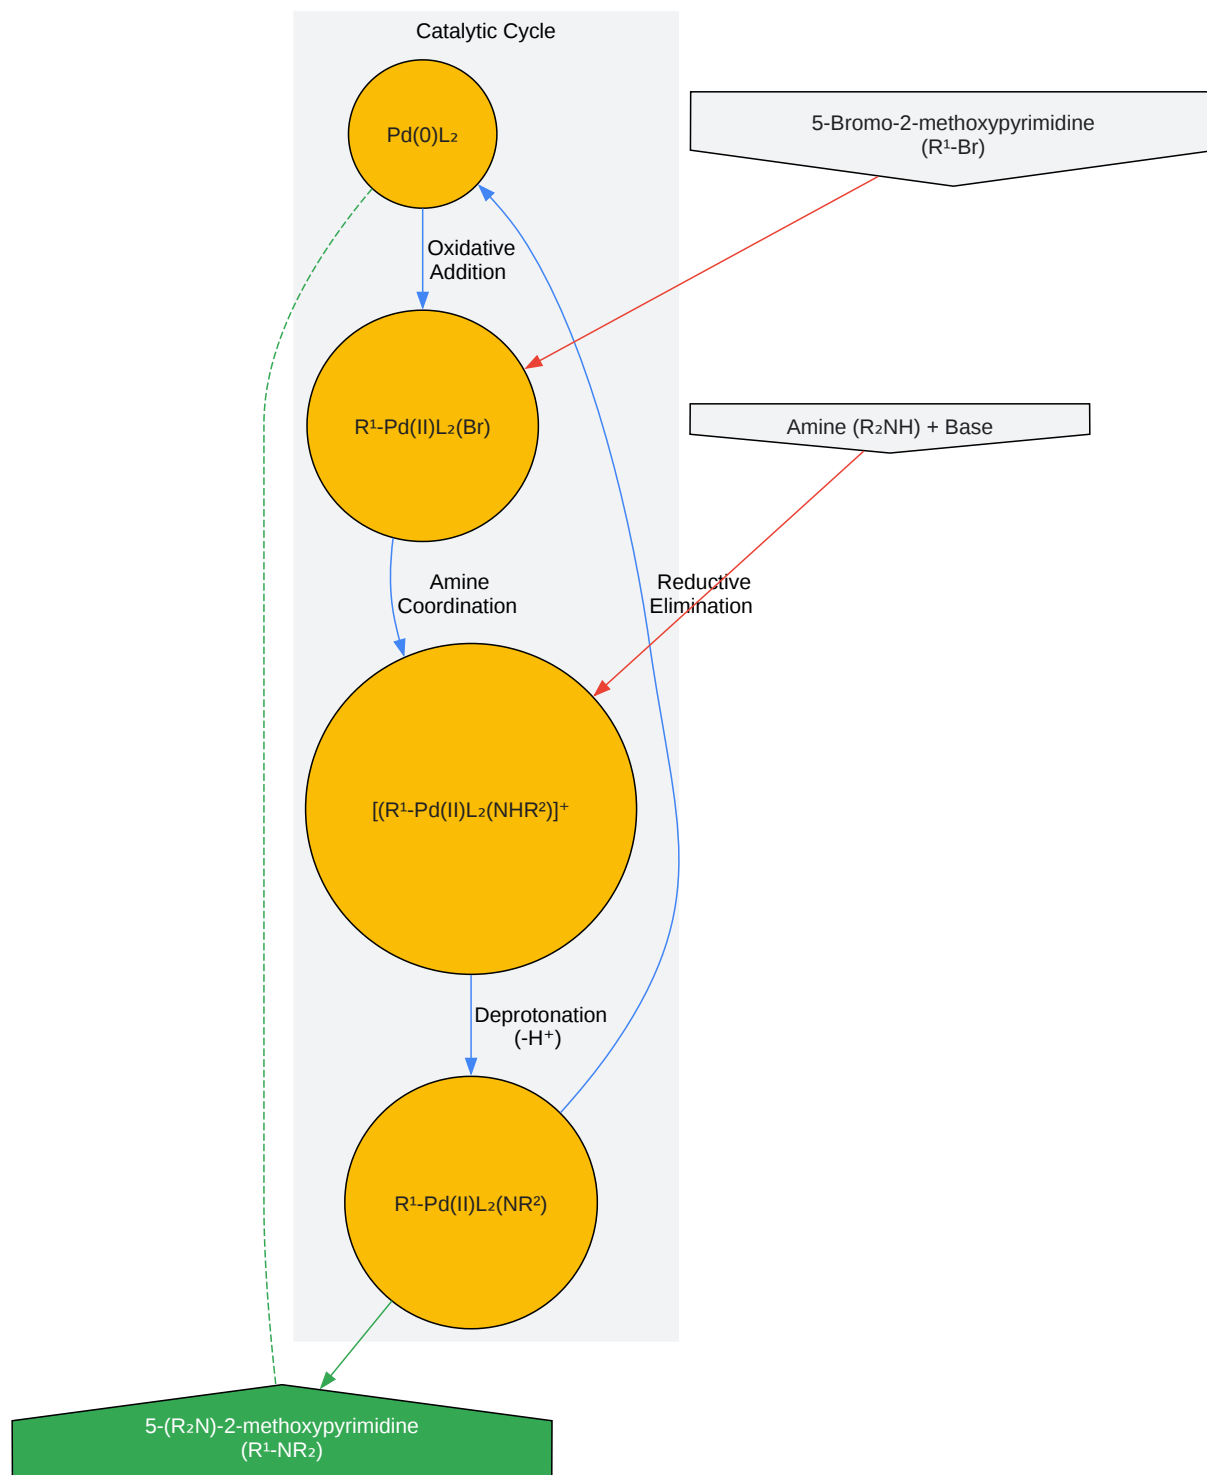 Catalytic Cycle
Pd(0)L₂
5-Bromo-2-methoxypyrimidine
(R¹-Br)
Oxidative
Addition
R¹-Pd(II)L₂(Br)
Amine (R₂NH) + Base
Amine
Coordination
Reductive
Elimination
[(R¹-Pd(II)L₂(NHR²)]⁺
Deprotonation
(-H⁺)
R¹-Pd(II)L₂(NR²)
5-(R₂N)-2-methoxypyrimidine
(R¹-NR₂)